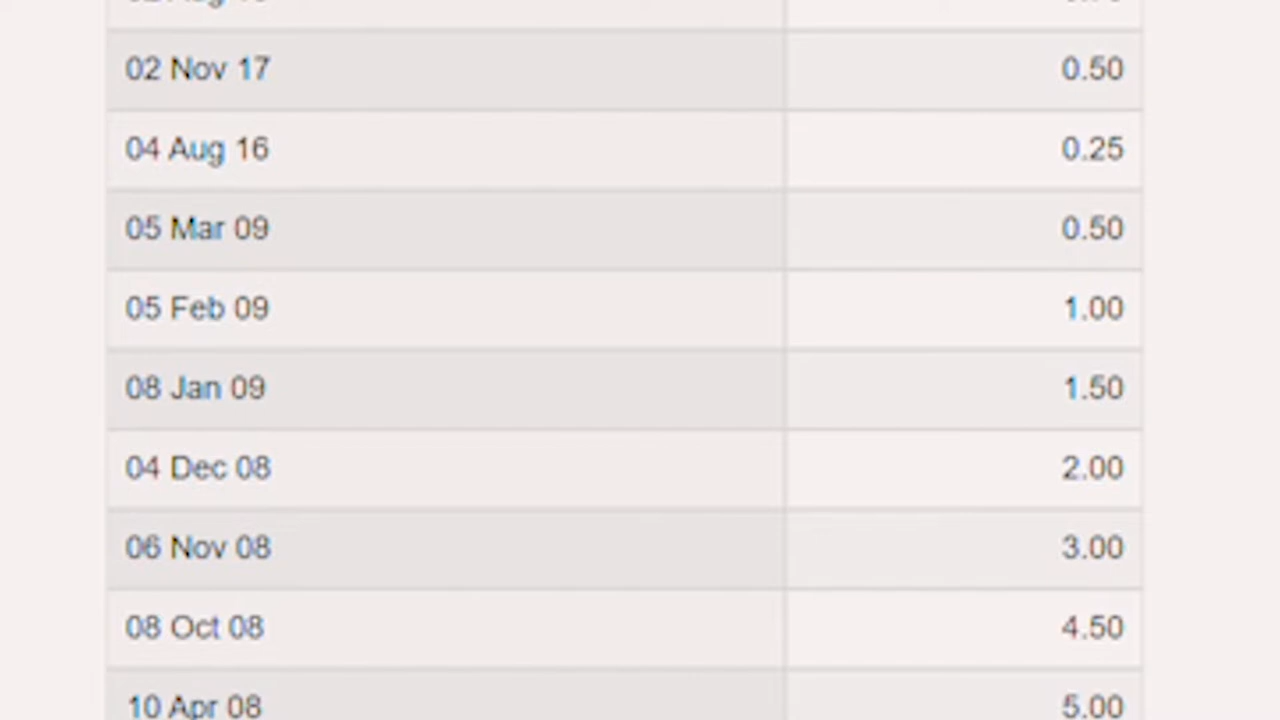 02 Nov 17 0.50
04 Aug 16 0.25
05 Mar 09 0.50
05 Feb 09 1.00
08 Jan 09 1.50
04 Dec 08 2.00
06 Nov 08 3.00
08 Oct 08 4.50
10 Apr 08 5.00